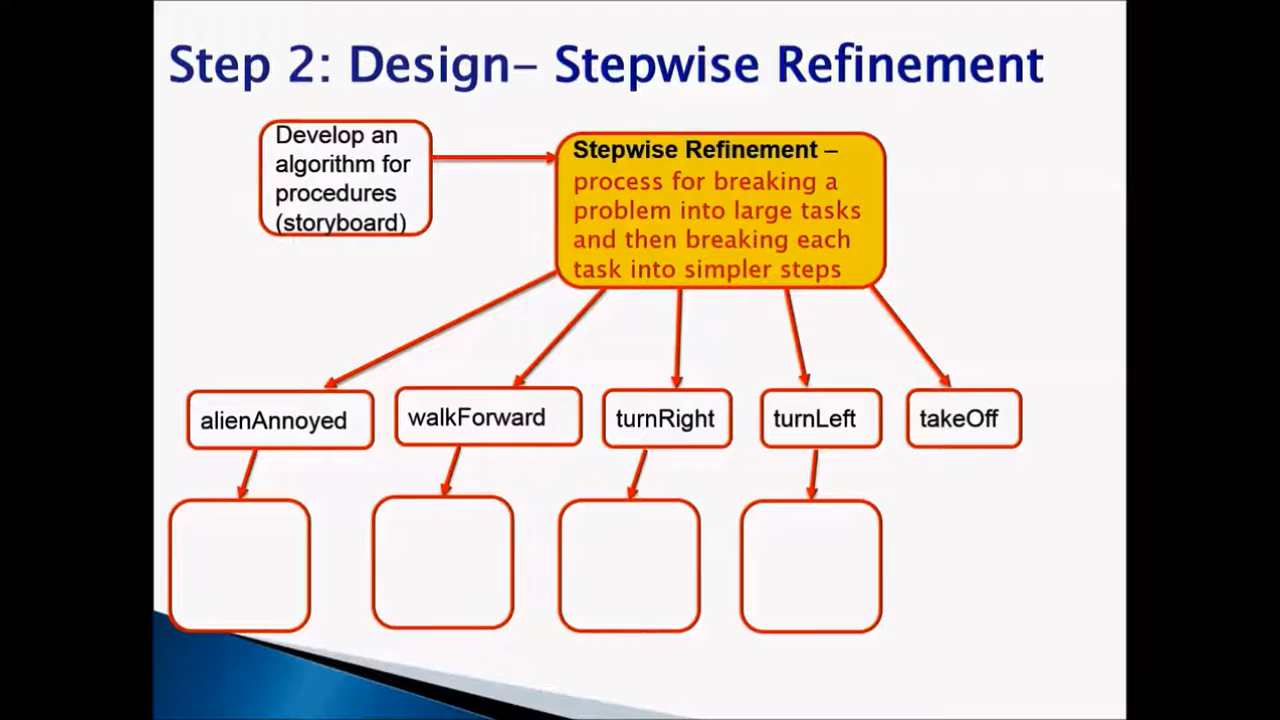 Step 2: Design– Stepwise Refinement
Develop an
algorithm for
procedures
(storyboard)
Stepwise Refinement –
process for breaking a
problem into large tasks
and then breaking each
task into simpler steps
alienAnnoyed
walkForward
turnRight
turnLeft
takeOff